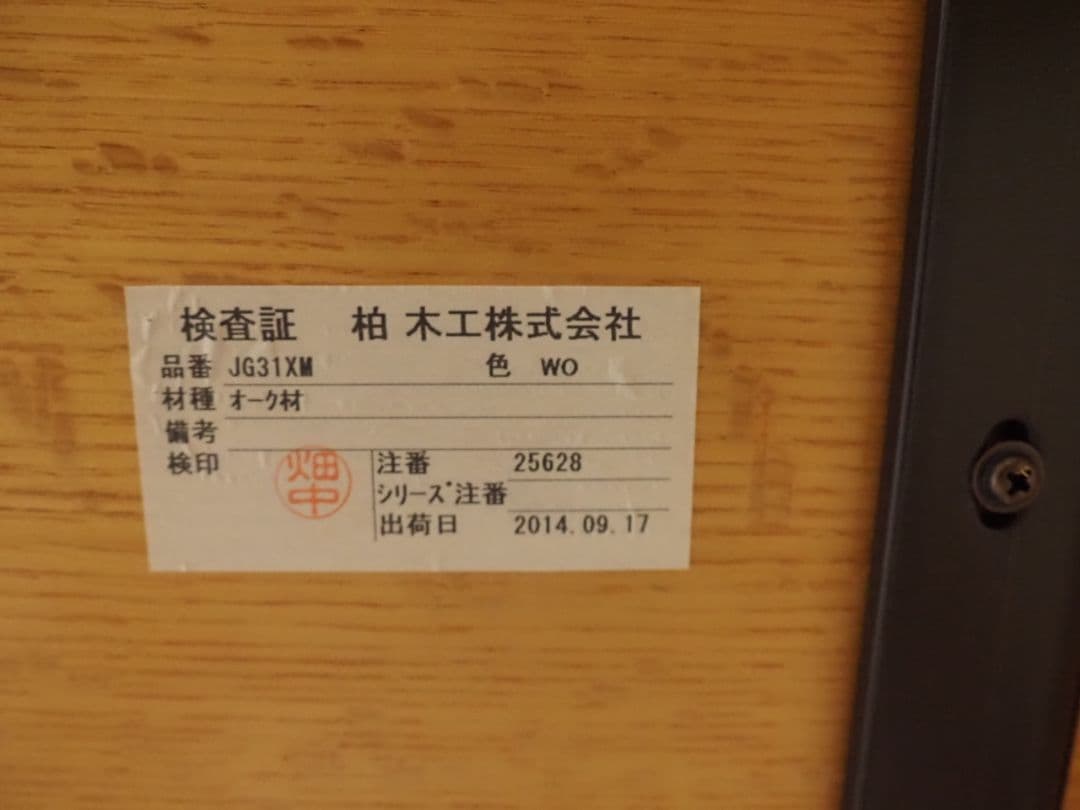 検査証 柏木工株式会社
品番 JG31XM 色 WO
材種 オーク材
備考
検印 畑中 注番 25628
シリーズ注番
出荷日 2014.09.17